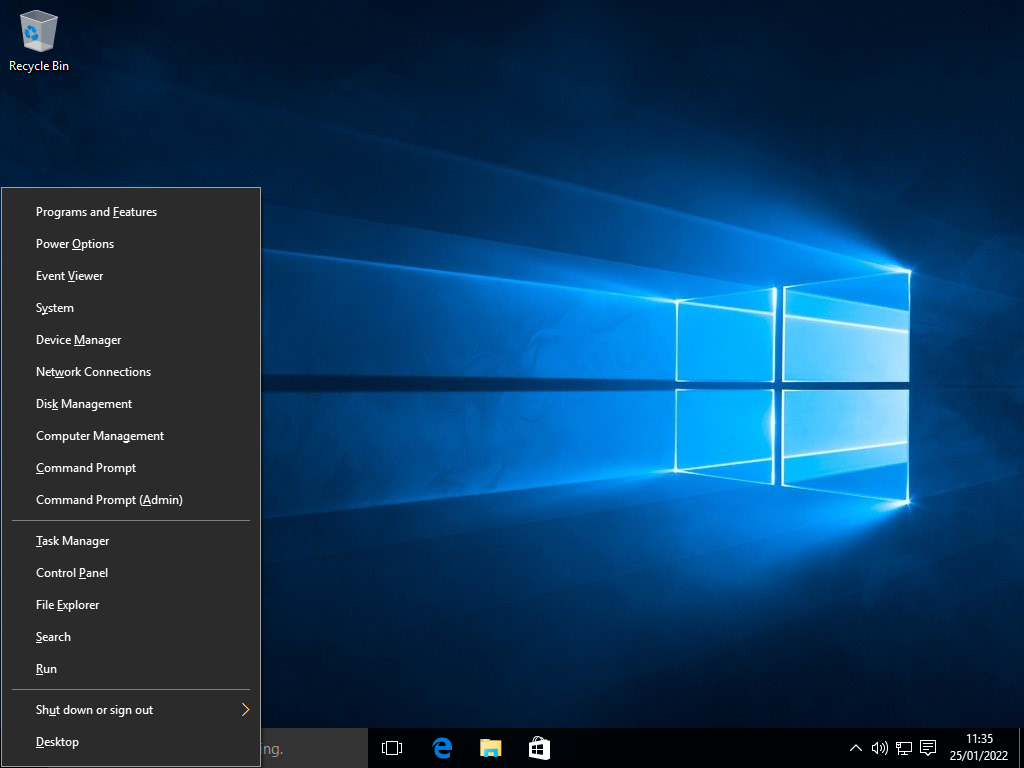 Recycle Bin
Programs and Features
Power Options
Event Viewer
System
Device Manager
Network Connections
Disk Management
Computer Management
Command Prompt
Command Prompt (Admin)
Task Manager
Control Panel
File Explorer
Search
Run
Shut down or sign out
Desktop
ing.
11:35
25/01/2022